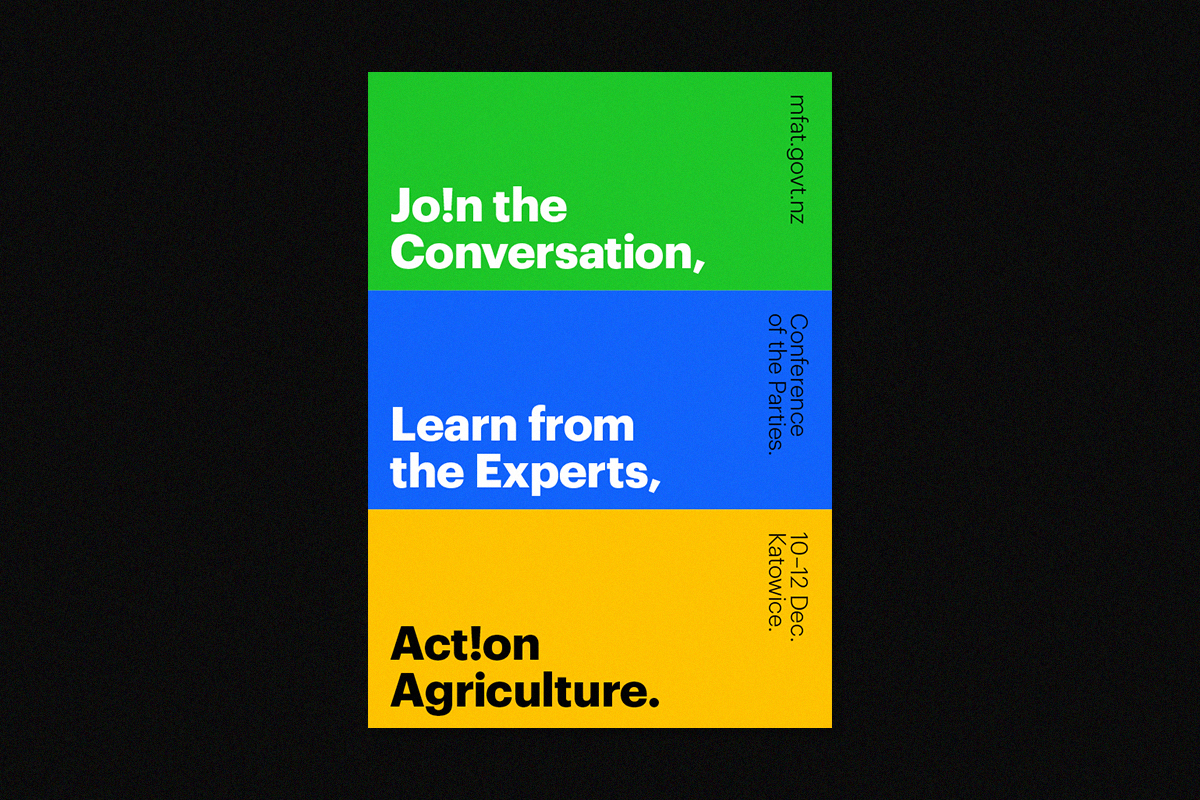 Jo!n the
Conversation,
mfat.govt.nz
Learn from
the Experts,
Conference
of the Parties.
Act!on
Agriculture.
10–12 Dec.
Katowice.